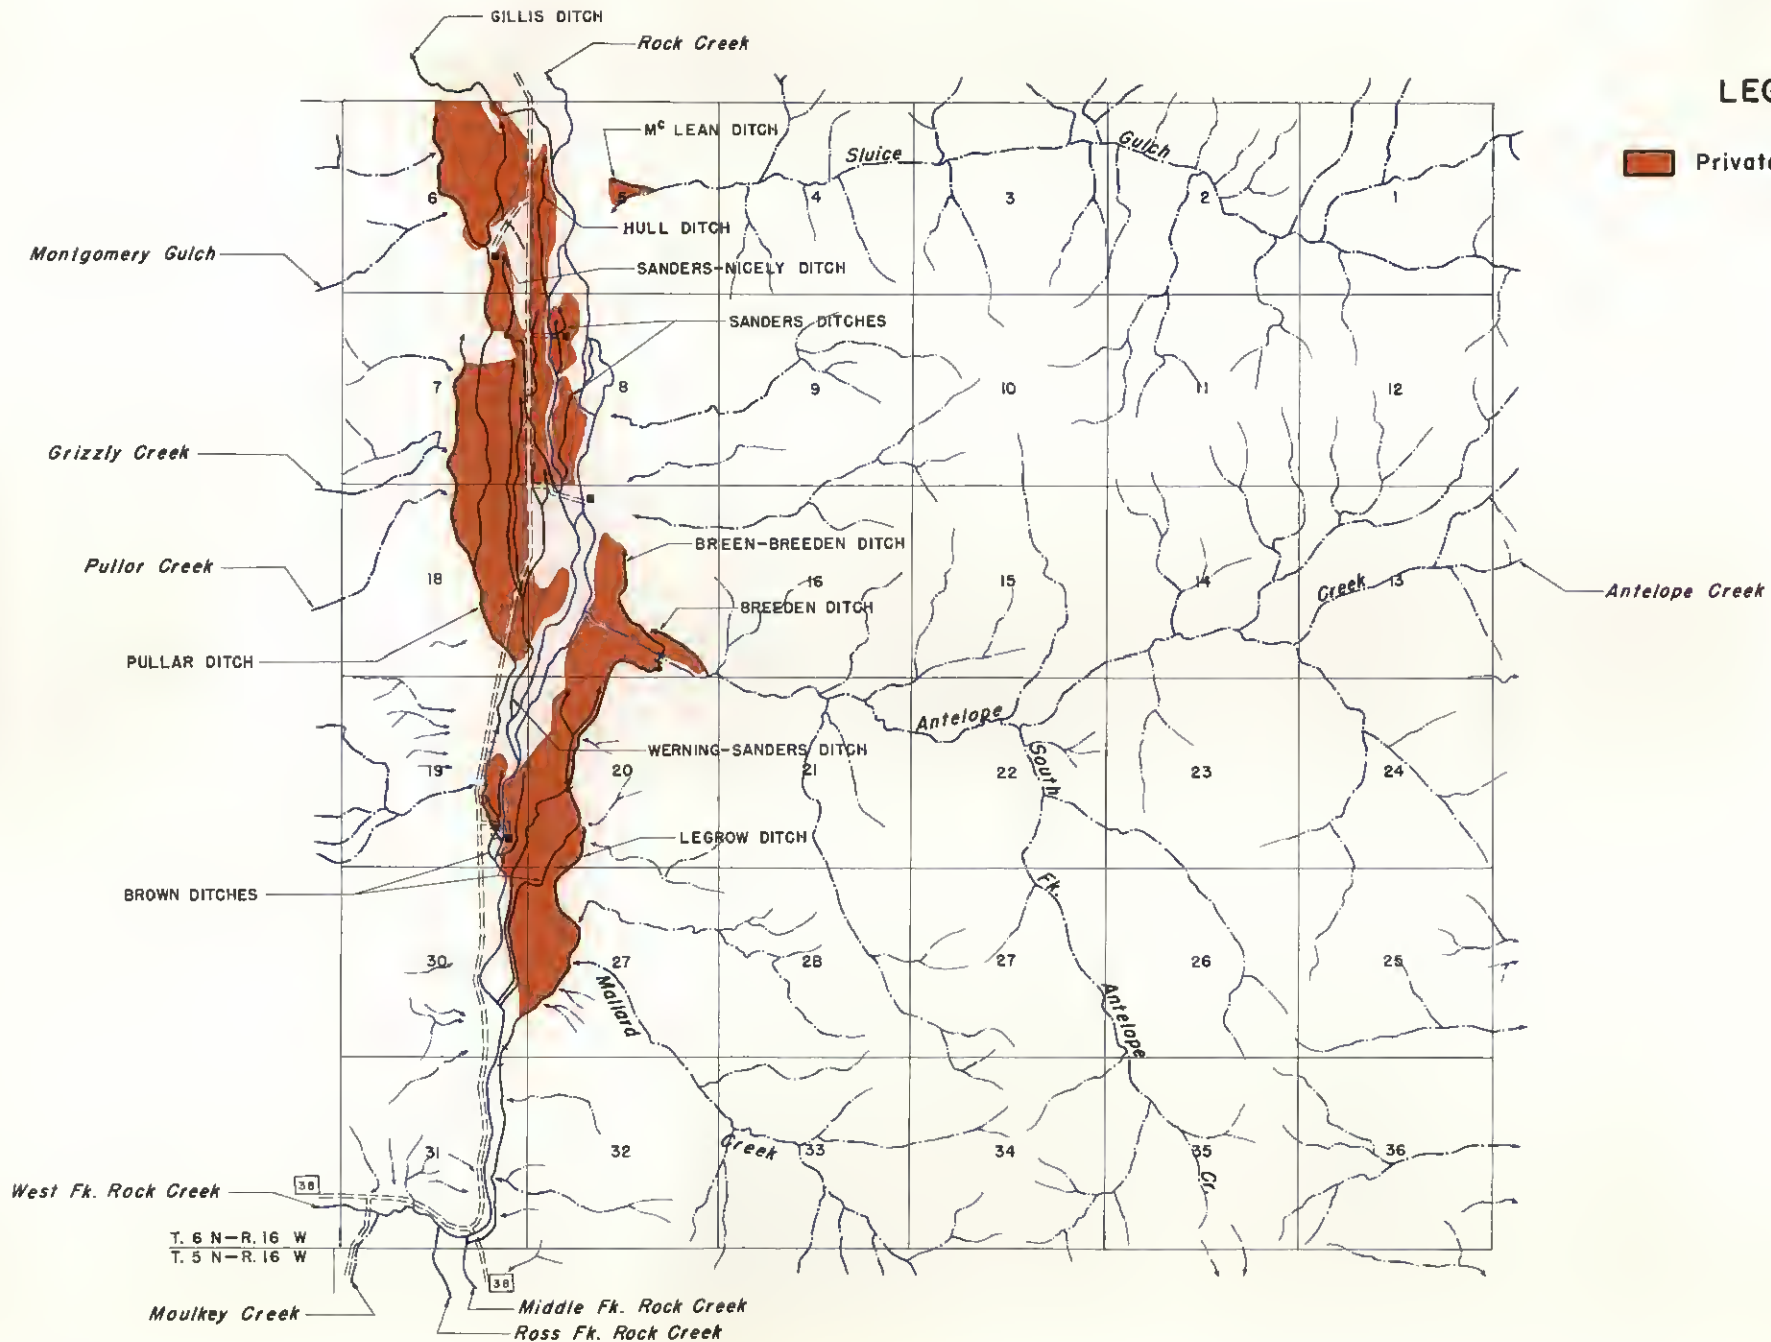 GILLIS DITCH
Rock Creek
LEG
Mc LEAN DITCH
Sluice
Gulch
Private
6
5
4
3
2
1
HULL DITCH
Montgomery Gulch
SANDERS-NICELY DITCH
SANDERS DITCHES
7
8
9
10
11
12
Grizzly Creek
BREEN-BREEDEN DITCH
Pullor Creek
18
16
15
14
Creek
13
Antelope Creek
BREEDEN DITCH
PULLAR DITCH
Antelope
WERNING-SANDERS DITCH
South
19
20
21
22
23
24
LEGROW DITCH
BROWN DITCHES
Fk.
30
27
28
27
26
25
Mallard
Antelope
31
32
Creek
33
34
35
36
Cr.
West Fk. Rock Creek
38
T. 6 N-R. 16 W
T. 5 N-R. 16 W
38
Moulkey Creek
Middle Fk. Rock Creek
Ross Fk. Rock Creek